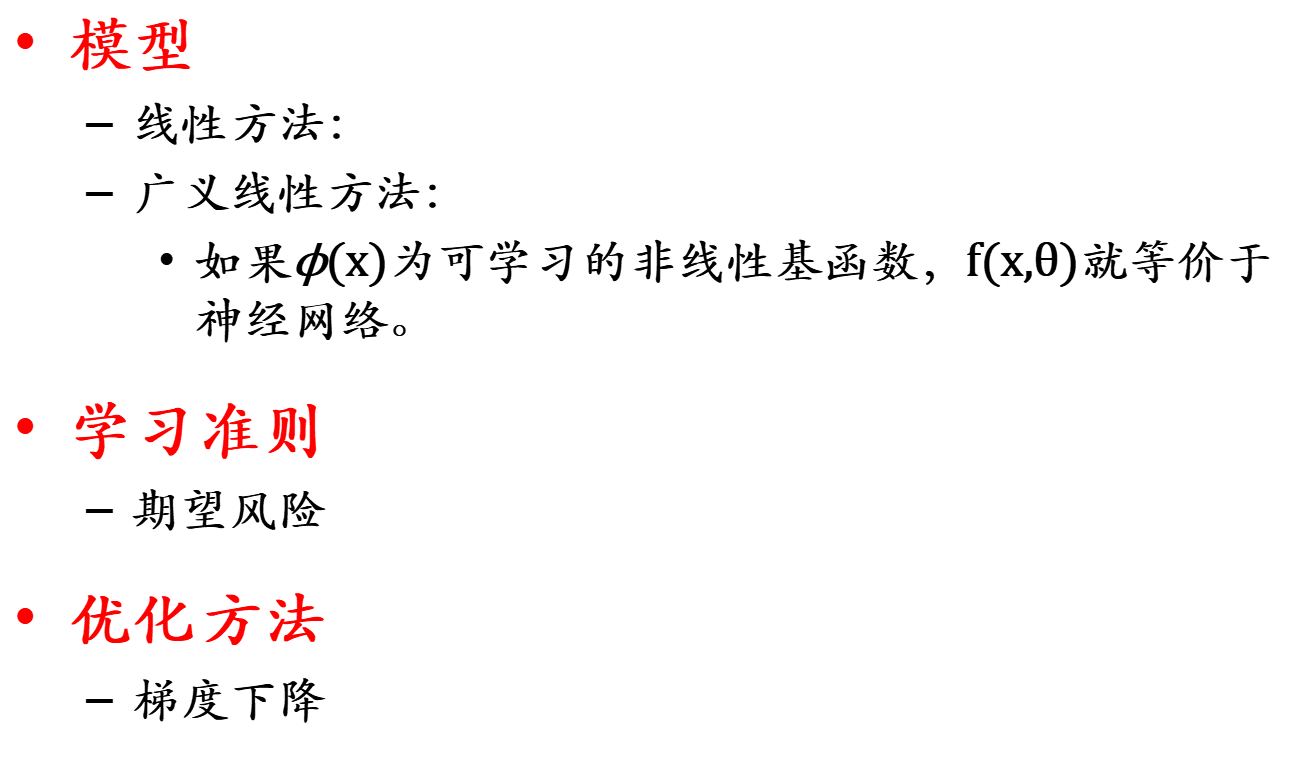 • 模型
– 线性方法：
– 广义线性方法：
• 如果ϕ(x)为可学习的非线性基函数，f(x,θ)就等价于
神经网络。
• 学习准则
– 期望风险
• 优化方法
– 梯度下降